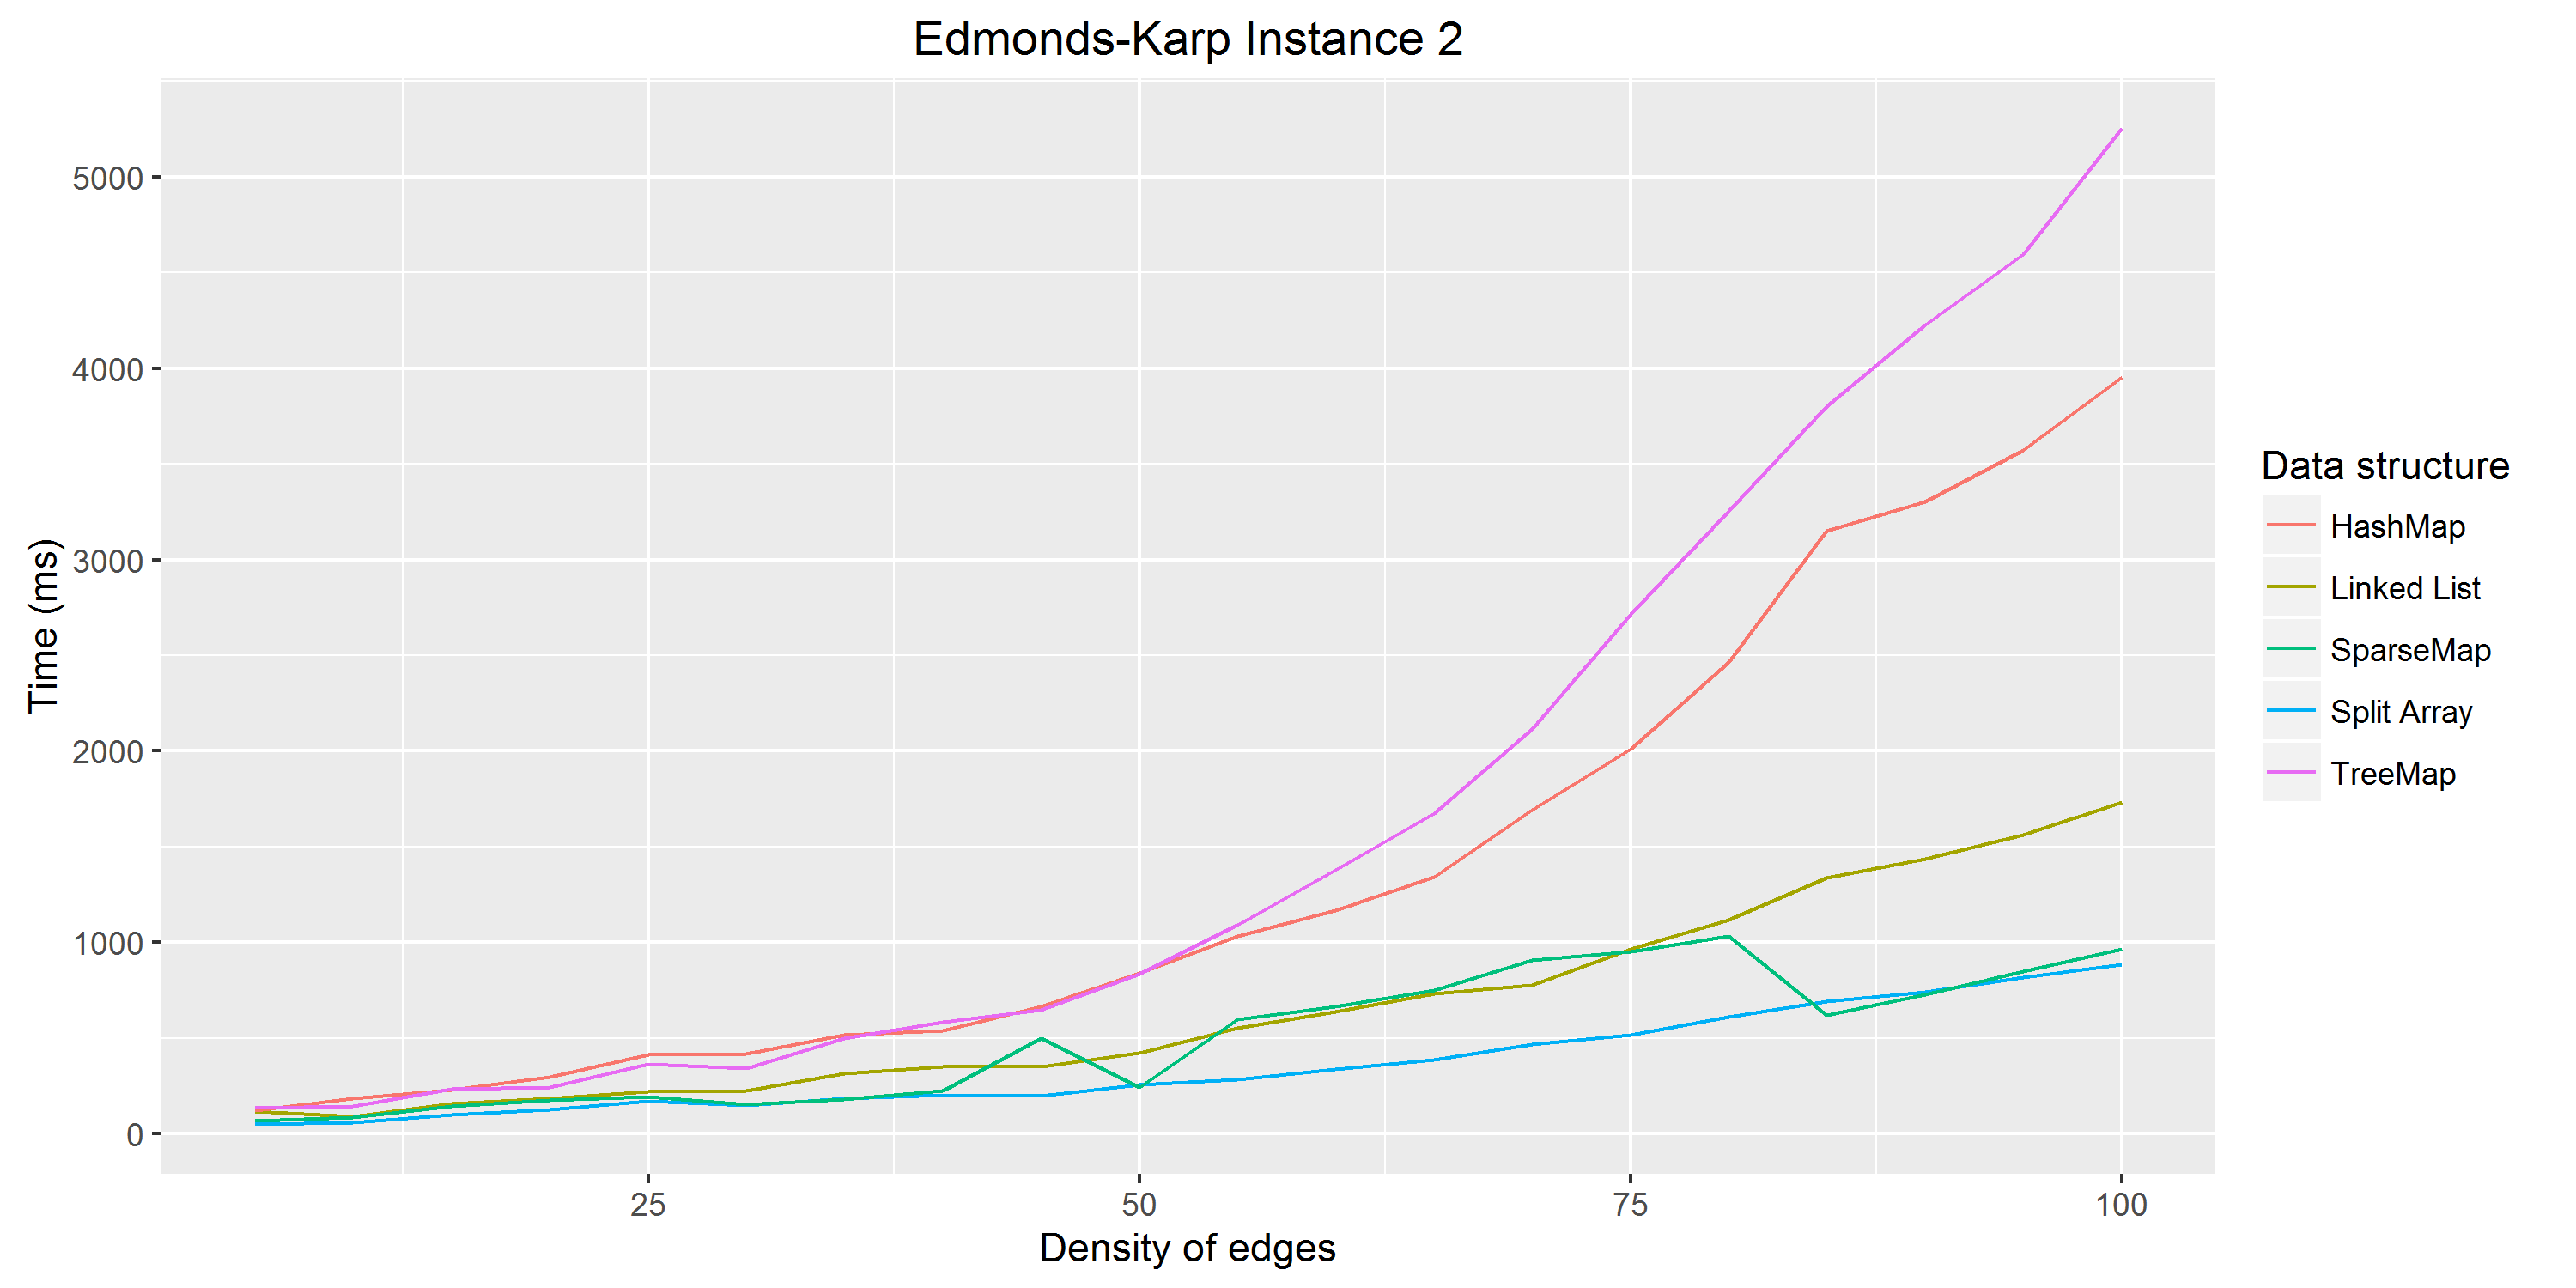 Edmonds-Karp Instance 2
Time (ms)
5000
4000
3000
2000
1000
0
25 50 75 100
Density of edges
Data structure
HashMap
Linked List
SparseMap
Split Array
TreeMap